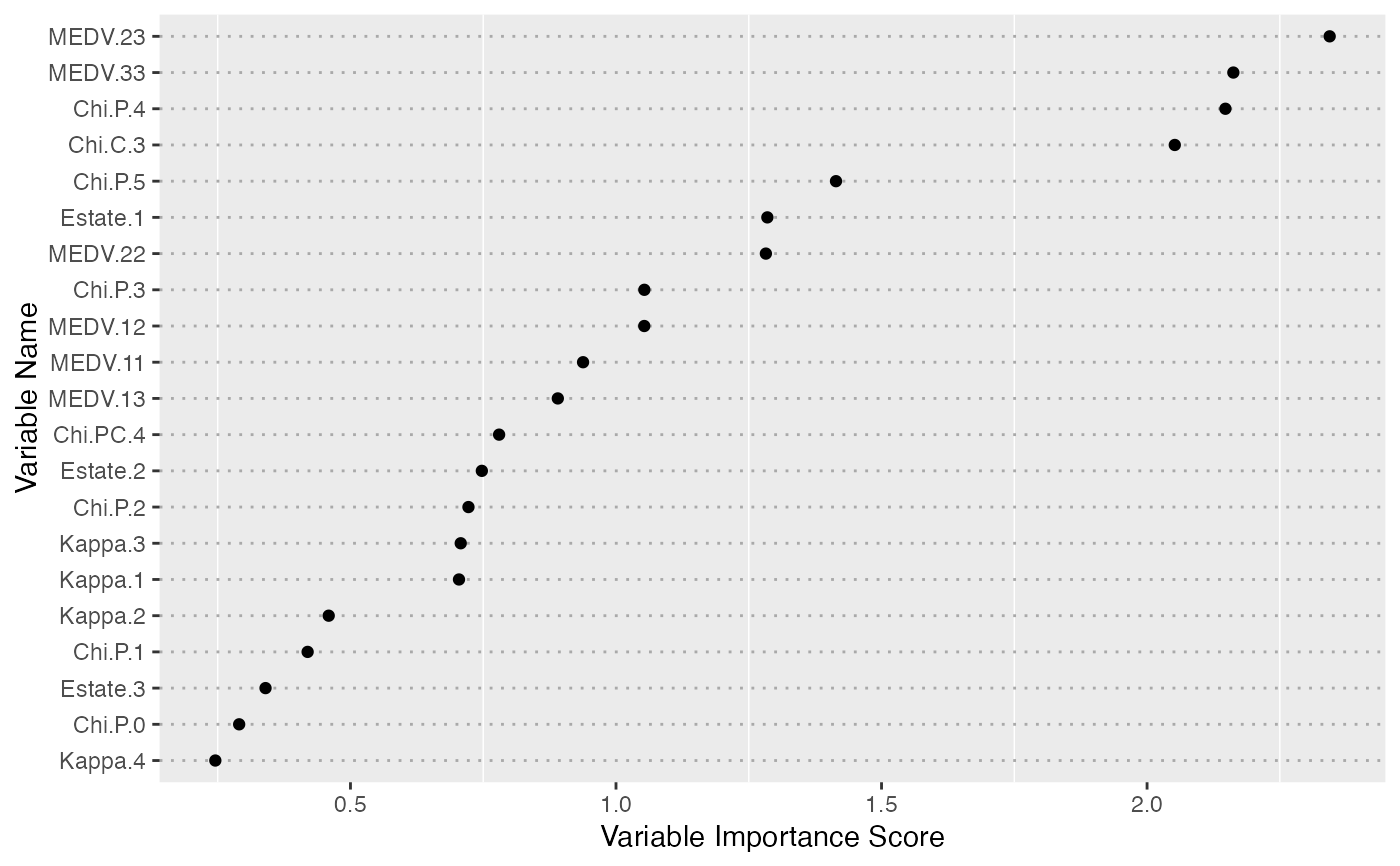 MEDV.23
MEDV.33
Chi.P.4
Chi.C.3
Chi.P.5
Estate.1
MEDV.22
Chi.P.3
MEDV.12
MEDV.11
MEDV.13
Chi.PC.4
Estate.2
Chi.P.2
Kappa.3
Kappa.1
Kappa.2
Chi.P.1
Estate.3
Chi.P.0
Kappa.4
Variable Name
0.5 1.0 1.5 2.0
Variable Importance Score